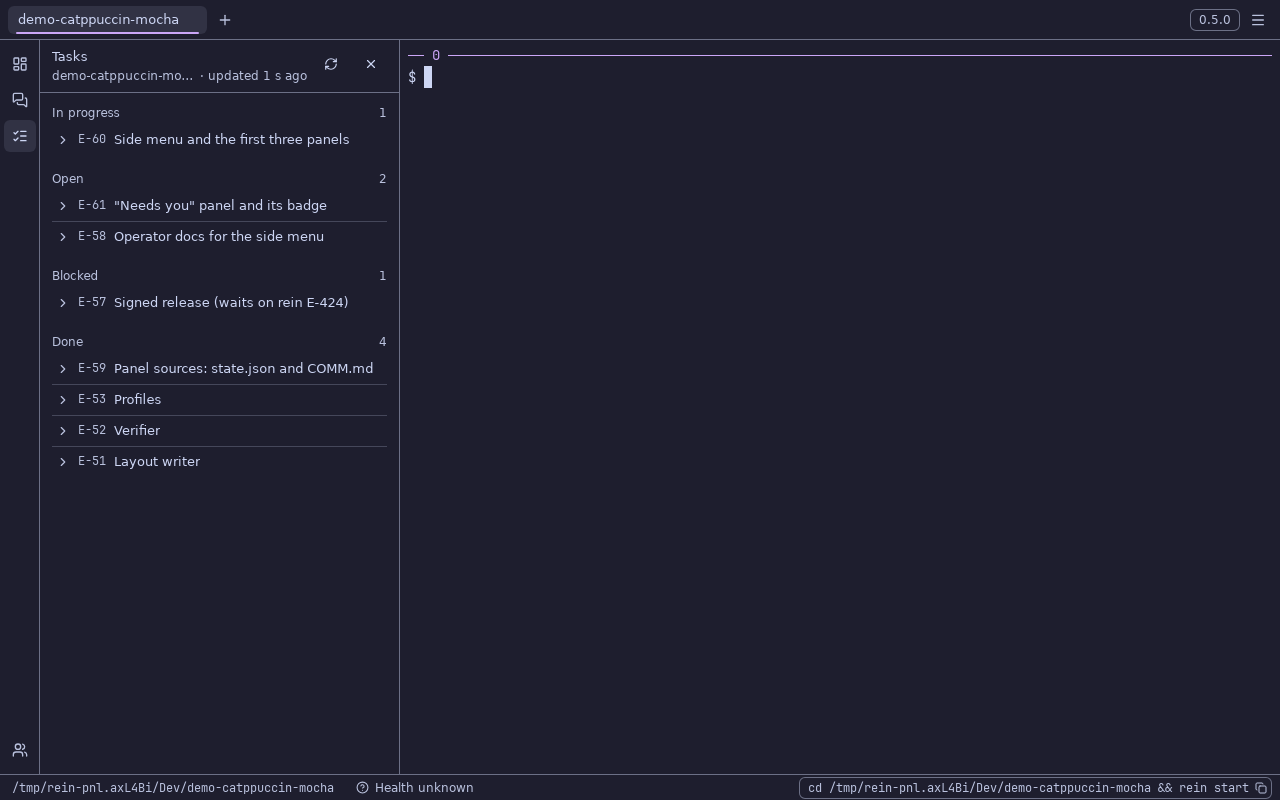 demo-catppuccin-mocha
0.5.0
Tasks
demo-catppuccin-mo... · updated 1 s ago
In progress 1
E-60 Side menu and the first three panels
Open 2
E-61 "Needs you" panel and its badge
E-58 Operator docs for the side menu
Blocked 1
E-57 Signed release (waits on rein E-424)
Done 4
E-59 Panel sources: state.json and COMM.md
E-53 Profiles
E-52 Verifier
E-51 Layout writer
0
$
/tmp/rein-pnl.axL4Bi/Dev/demo-catppuccin-mocha Health unknown cd /tmp/rein-pnl.axL4Bi/Dev/demo-catppuccin-mocha && rein start